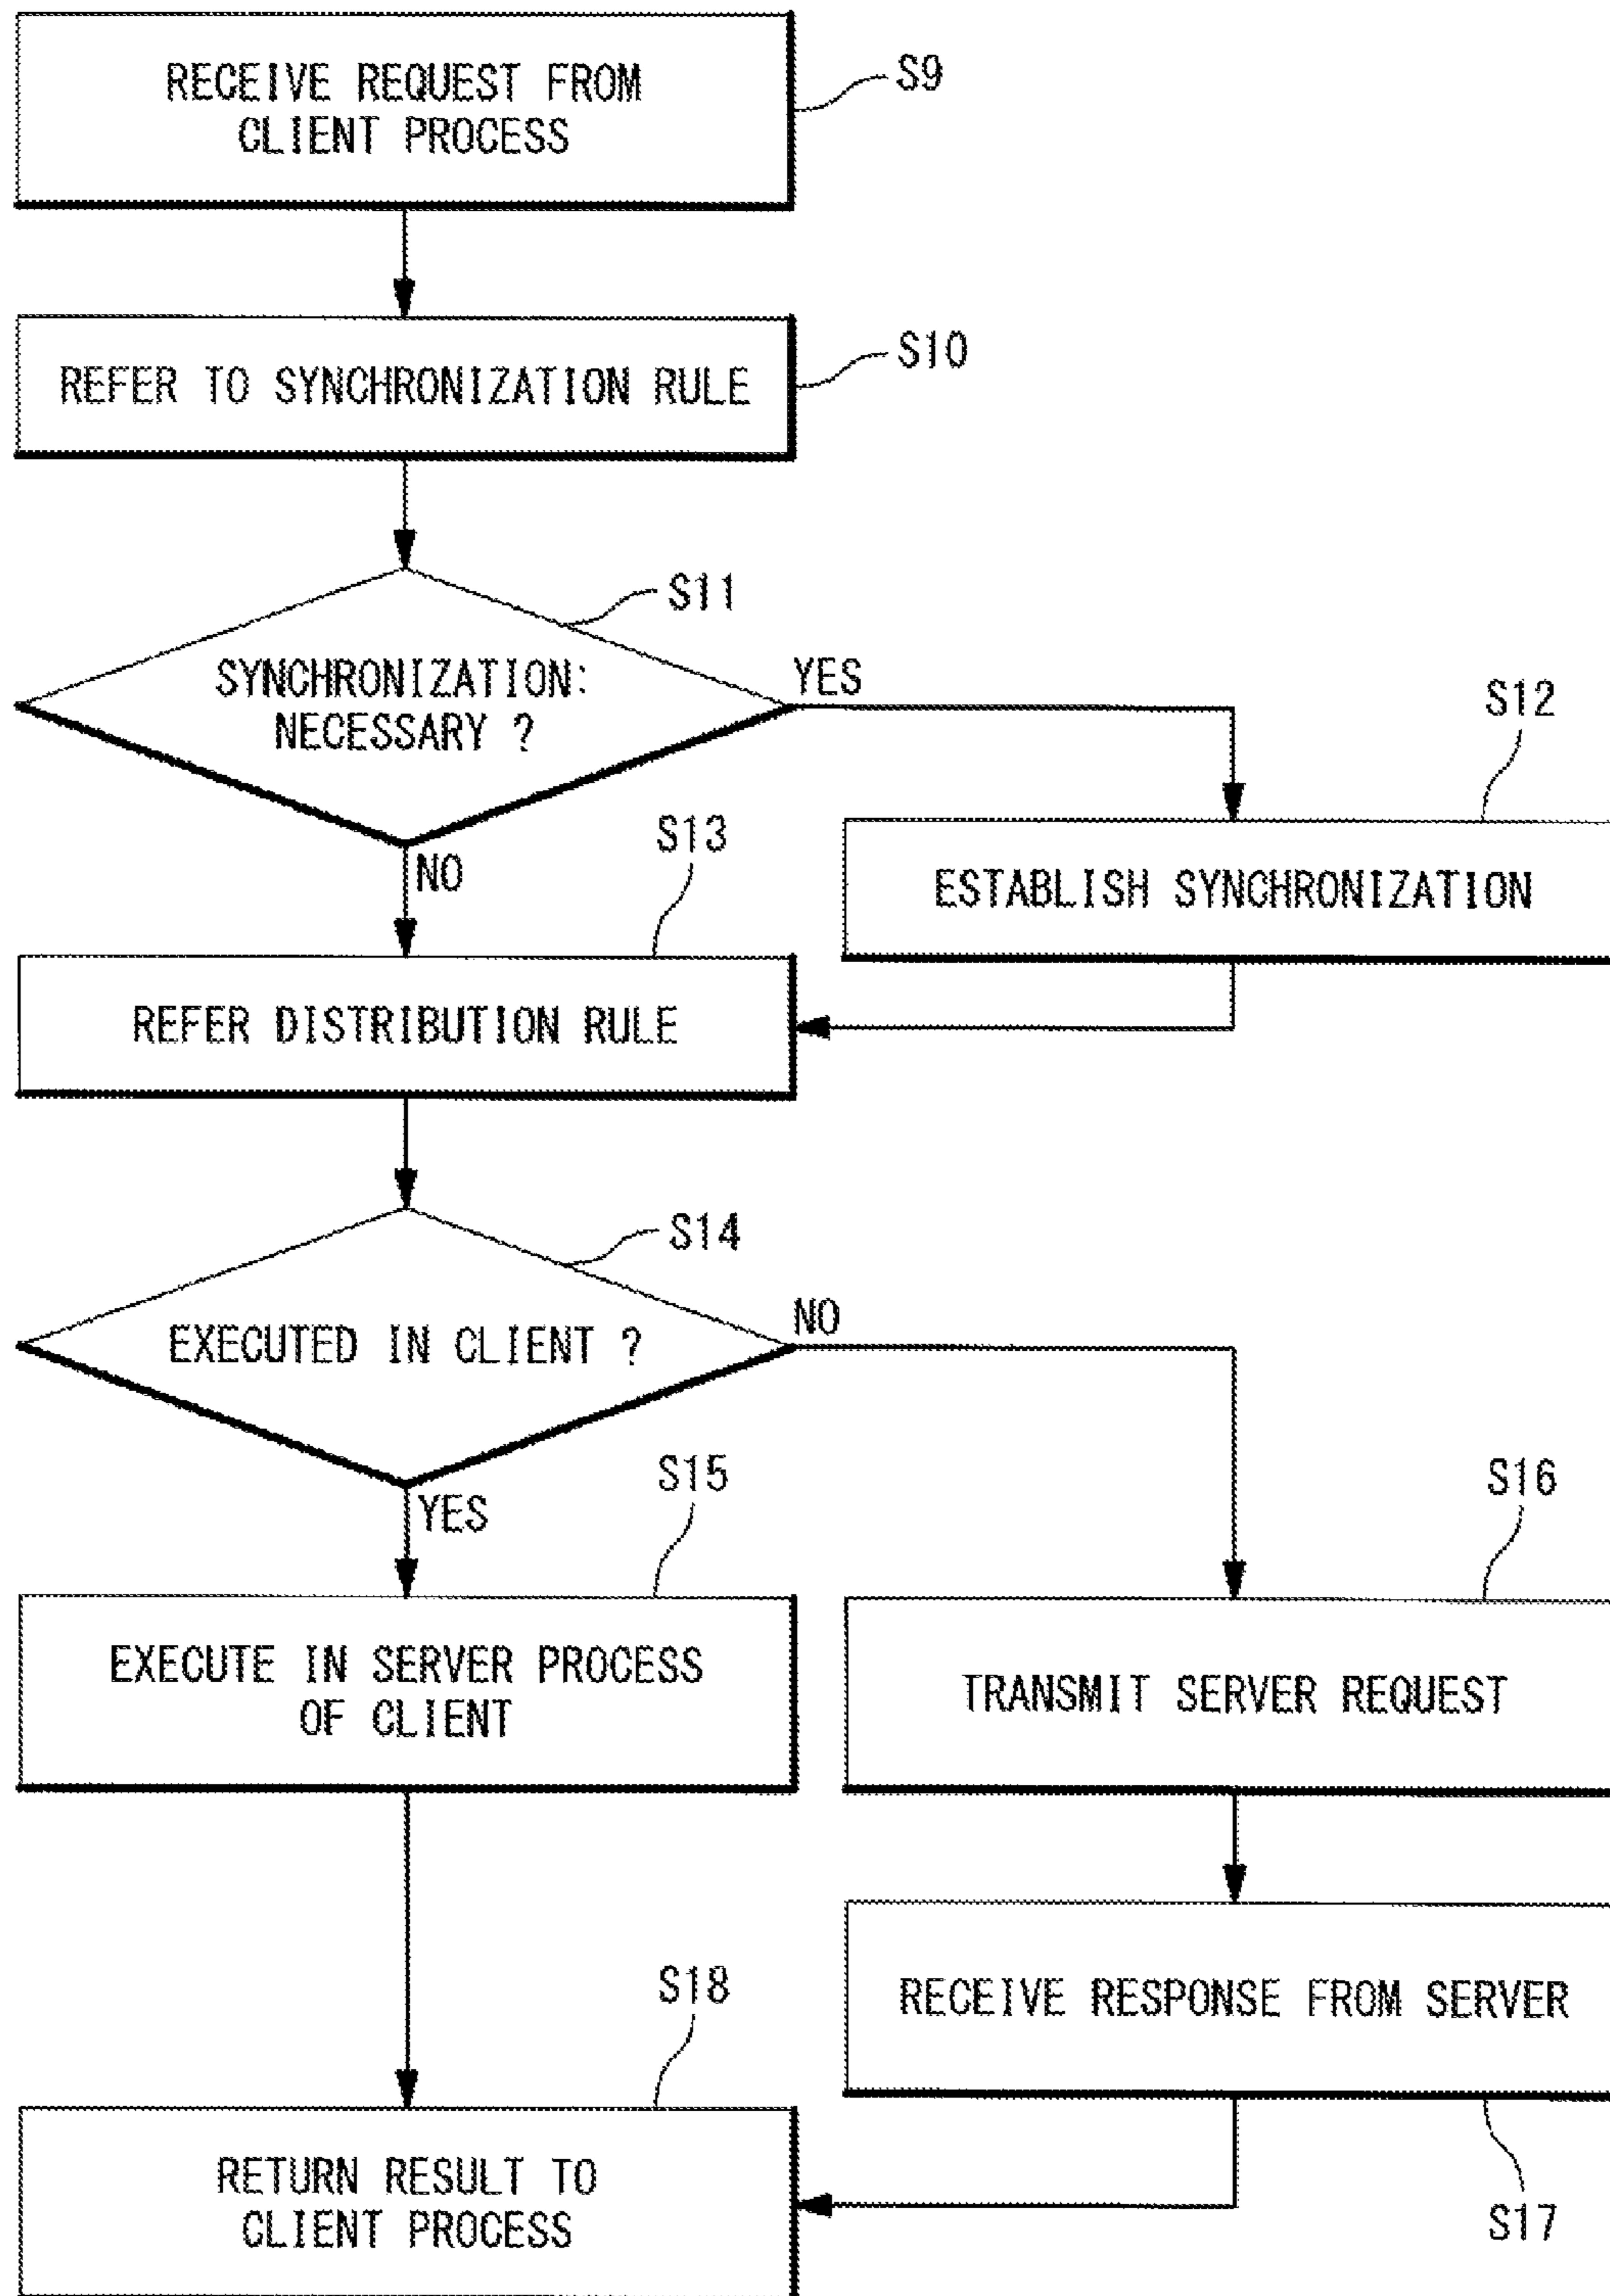 RECEIVE REQUEST FROM
CLIENT PROCESS
S9
REFER TO SYNCHRONIZATION RULE
S10
S11
SYNCHRONIZATION:
NECESSARY ?
YES
NO
S12
ESTABLISH SYNCHRONIZATION
S13
REFER DISTRIBUTION RULE
S14
EXECUTED IN CLIENT ?
NO
YES
S15
EXECUTE IN SERVER PROCESS
OF CLIENT
S16
TRANSMIT SERVER REQUEST
RECEIVE RESPONSE FROM SERVER
S17
S18
RETURN RESULT TO
CLIENT PROCESS